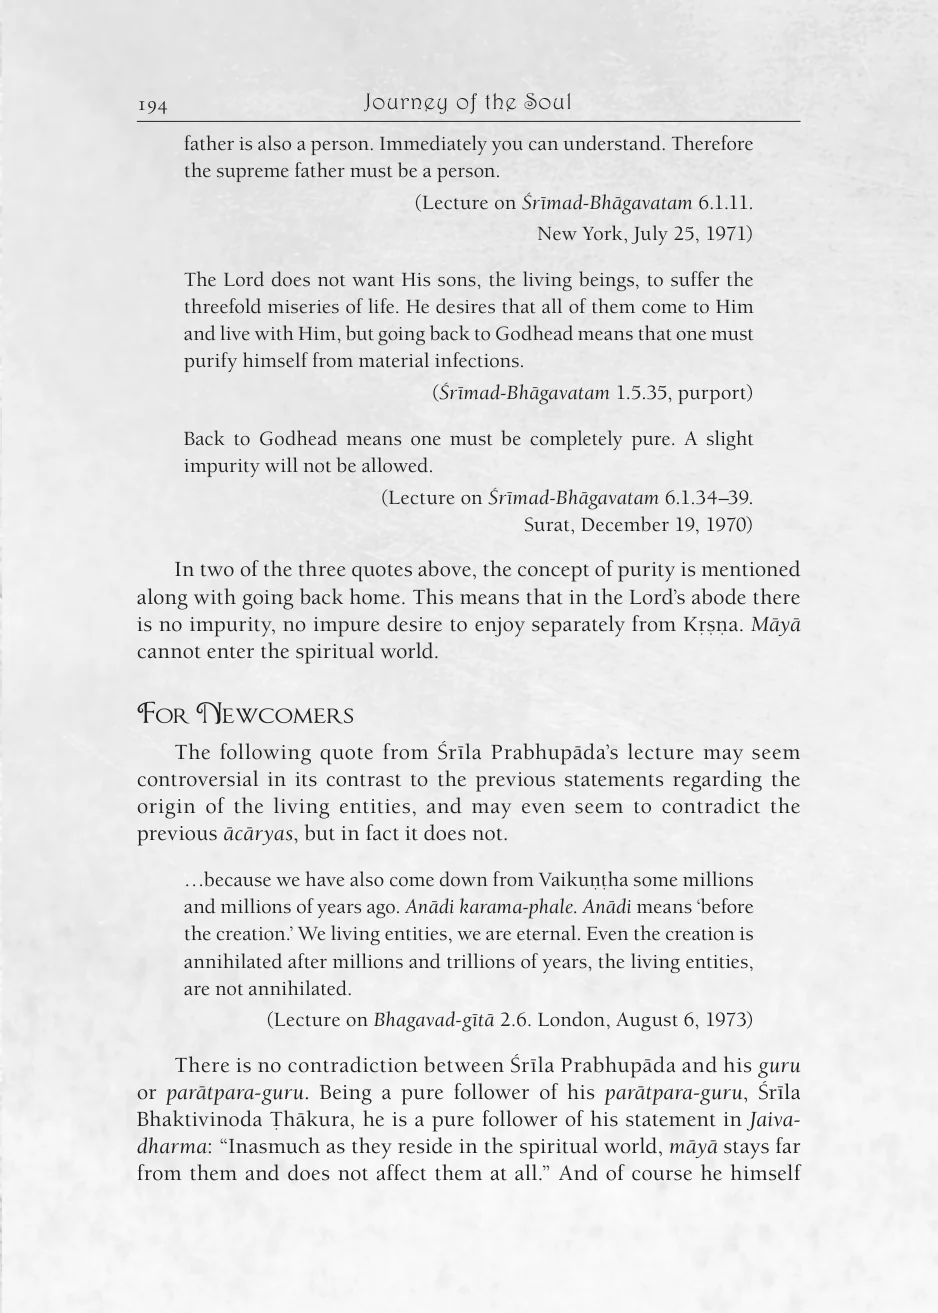 194
Journey of the Soul
father is also a person. Immediately you can understand. Therefore
the supreme father must be a person.
(Lecture on Śrīmad-Bhāgavatam 6.1.11.
New York, July 25, 1971)
The Lord does not want His sons, the living beings, to suffer the
threefold miseries of life. He desires that all of them come to Him
and live with Him, but going back to Godhead means that one must
purify himself from material infections.
(Śrīmad-Bhāgavatam 1.5.35, purport)
Back to Godhead means one must be completely pure. A slight
impurity will not be allowed.
(Lecture on Śrīmad-Bhāgavatam 6.1.34–39.
Surat, December 19, 1970)
In two of the three quotes above, the concept of purity is mentioned
along with going back home. This means that in the Lord’s abode there
is no impurity, no impure desire to enjoy separately from Kṛṣṇa. Māyā
cannot enter the spiritual world.
For Newcomers
The following quote from Śrīla Prabhupāda’s lecture may seem
controversial in its contrast to the previous statements regarding the
origin of the living entities, and may even seem to contradict the
previous ācāryas, but in fact it does not.
…because we have also come down from Vaikuṇṭha some millions
and millions of years ago. Anādi karama-phale. Anādi means ‘before
the creation.’ We living entities, we are eternal. Even the creation is
annihilated after millions and trillions of years, the living entities,
are not annihilated.
(Lecture on Bhagavad-gītā 2.6. London, August 6, 1973)
There is no contradiction between Śrīla Prabhupāda and his guru
or parātpara-guru. Being a pure follower of his parātpara-guru, Śrīla
Bhaktivinoda Ṭhākura, he is a pure follower of his statement in Jaiva-
dharma: “Inasmuch as they reside in the spiritual world, māyā stays far
from them and does not affect them at all.” And of course he himself